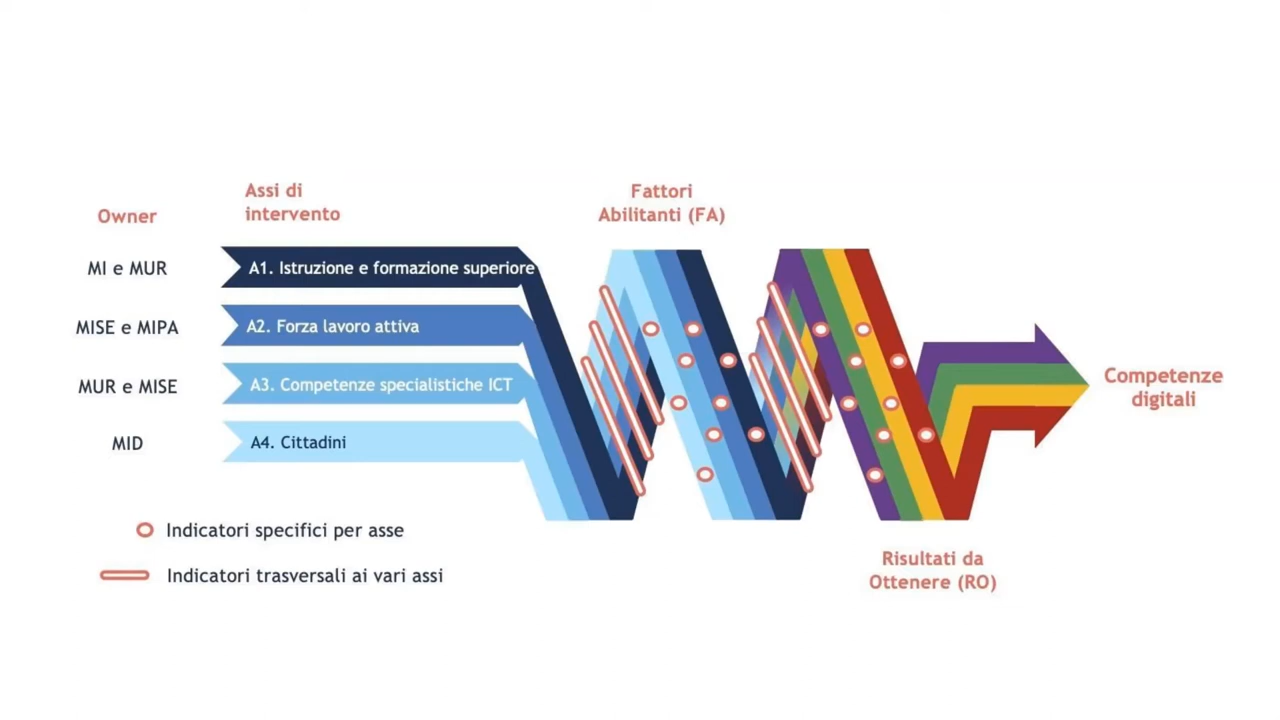 Owner
Assi di
intervento
Fattori
Abilitanti (FA)
MI e MUR
A1. Istruzione e formazione superiore
MISE e MIPA
A2. Forza lavoro attiva
MUR e MISE
A3. Competenze specialistiche ICT
MID
A4. Cittadini
Competenze
digitali
Indicatori specifici per asse
Indicatori trasversali ai vari assi
Risultati da
Ottenere (RO)